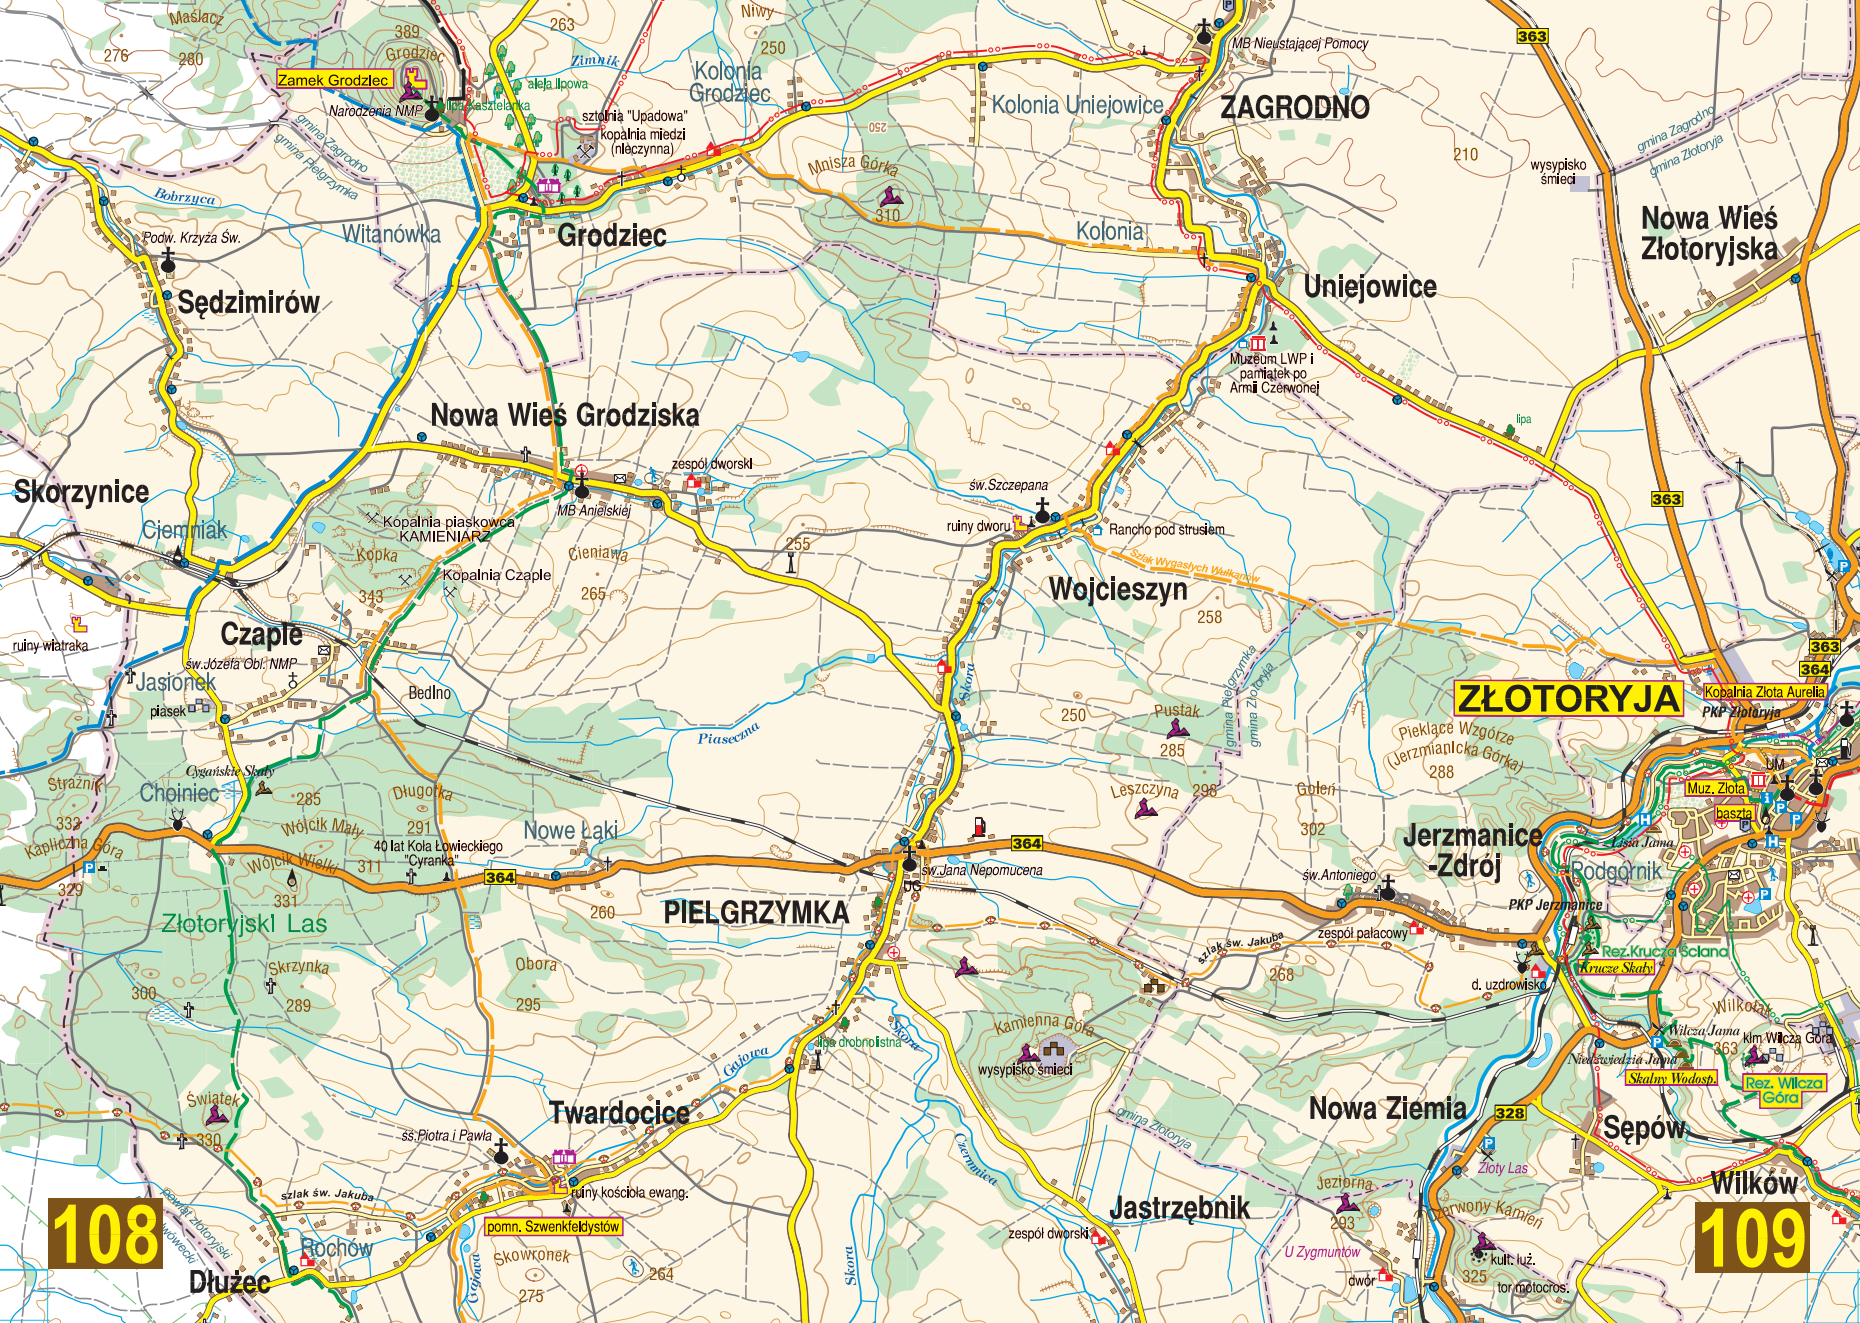 Maślacz
276
280
389
Grodziec
Zamek Grodziec
Narodzenia NMP
lipa kasztelanka
aleja lipowa
263
Zimnik
Niwy
250
Kolonia
Grodziec
sztolnia "Upadowa"
kopalnia miedzi
(nieczynna)
MB Nieustającej Pomocy
Kolonia Uniejowice
ZAGRODNO
363
210
gmina Zagrodno
gmina Złotoryja
wysypisko
śmieci
Nowa Wieś
Złotoryjska
gmina Zagrodno
gmina Pielgrzymka
Bobrzyca
Podw. Krzyża Św.
Witanówka
Grodziec
250
Mnisza Górka
310
Kolonia
Sędzimirów
Uniejowice
Muzeum LWP i
pamiątek po
Armii Czerwonej
lipa
Nowa Wieś Grodziska
zespół dworski
MB Anielskiej
Skorzynice
Ciemniak
Kopalnia piaskowca
KAMIENIARZ
Kopka
Kopalnia Czaple
343
Cieniawa
265
255
św.Szczepana
ruiny dworu
Rancho pod strusiem
Szlak Wygasłych Wulkanów
Wojcieszyn
258
363
ruiny wiatraka
Czaple
św.Józefa Obl. NMP
Jasionek
piasek
Bedlno
Skora
Piaseczna
250
Pustak
285
gmina Pielgrzymka
gmina Złotoryja
363
364
ZŁOTORYJA
Kopalnia Złota Aurelia
PKP Złotoryja
Piekłące Wzgórze
(Jerzmianicka Górka)
288
UM
Muz. Złota
baszta
Cygańskie Skały
Choiniec
Strażnik
333
Kapliczna Góra
329
285
Wójcik Mały
Wójcik Wielki
311
331
Długotka
291
40 lat Koła Łowieckiego
"Cyranka"
364
Nowe Łąki
Leszczyna
298
Goleń
302
364
Jerzmanice
-Zdrój
Lisia Jama
Podgórnik
PKP Jerzmanice
św.Jana Nepomucena
UG
św.Antoniego
PIELGRZYMKA
260
Złotoryjski Las
zespół pałacowy
szlak św. Jakuba
268
Rez.Krucza Ściana
Krucze Skały
d. uzdrowisko
Skrzynka
300
289
Obora
295
Kamienna Góra
wysypisko śmieci
Skora
lipa drobnolistna
Gajowa
Wilkołak
Wilcza Jama
363
klm Wilcza Góra
Niedźwiedzia Jama
Skalny Wodosp.
Rez. Wilcza
Góra
Świątek
330
Twardocice
śś.Piotra i Pawła
gmina Złotoryja
Nowa Ziemia
328
Sępów
Czermnica
Złoty Las
szlak św. Jakuba
ruiny kościoła ewang.
pomn. Szwenkfeldystów
108
powiat złotoryjski
Rochów
Dłużec
Skowronek
275
264
Skora
zespół dworski
Jastrzębnik
Jeziorna
293
U Zygmuntów
dwór
Czerwony Kamień
325
kult. łuż.
tor motocros.
Wilków
109